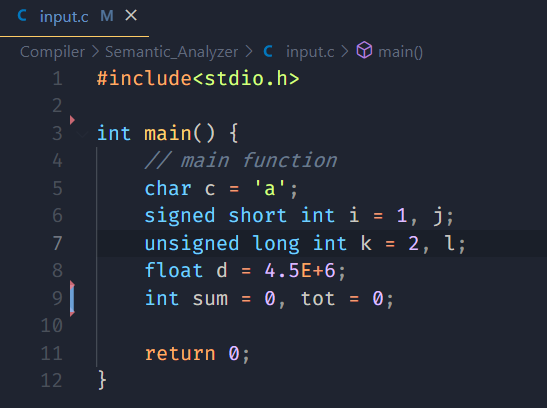 C input.c M ×
Compiler > Semantic_Analyzer > C input.c > main()
1 #include<stdio.h>
2
3 int main() {
4 // main function
5 char c = 'a';
6 signed short int i = 1, j;
7 unsigned long int k = 2, l;
8 float d = 4.5E+6;
9 int sum = 0, tot = 0;
10
11 return 0;
12 }